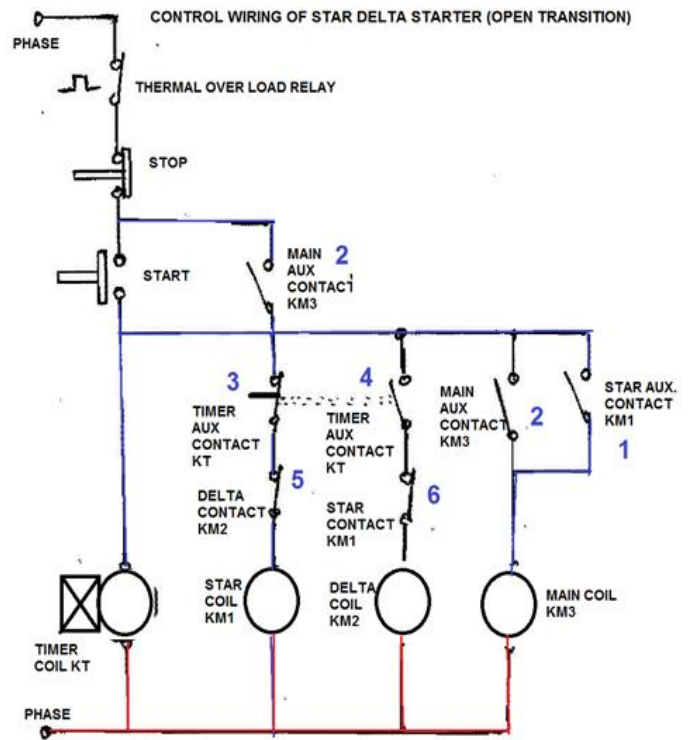 CONTROL WIRING OF STAR DELTA STARTER (OPEN TRANSITION)
PHASE
THERMAL OVER LOAD RELAY
STOP
START
MAIN
AUX
CONTACT
KM3
2
3
TIMER
AUX
CONTACT
KT
4
TIMER
AUX
CONTACT
KT
MAIN
AUX
CONTACT
KM3
2
STAR AUX.
CONTACT
KM1
1
5
DELTA
CONTACT
KM2
6
STAR
CONTACT
KM1
TIMER
COIL KT
STAR
COIL
KM1
DELTA
COIL
KM2
MAIN COIL
KM3
PHASE